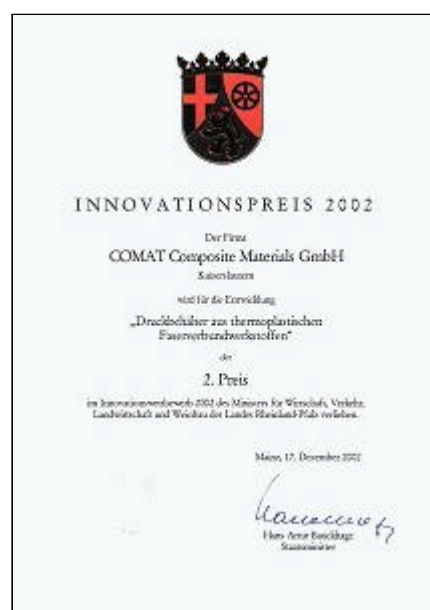 INNOVATIONSPREIS 2002
Der Firma
COMAT Composite Materials GmbH
Kaiserslautern
wird für die Entwicklung
„Druckbehälter aus thermoplastischen
Faserverbundwerkstoffen“
der
2. Preis
im Innovationswettbewerb 2002 des Ministers für Wirtschaft, Verkehr,
Landwirtschaft und Weinbau des Landes Rheinland-Pfalz verliehen.
Mainz, 17. Dezember 2002
Hans Artur Bauckhage
Staatsminister